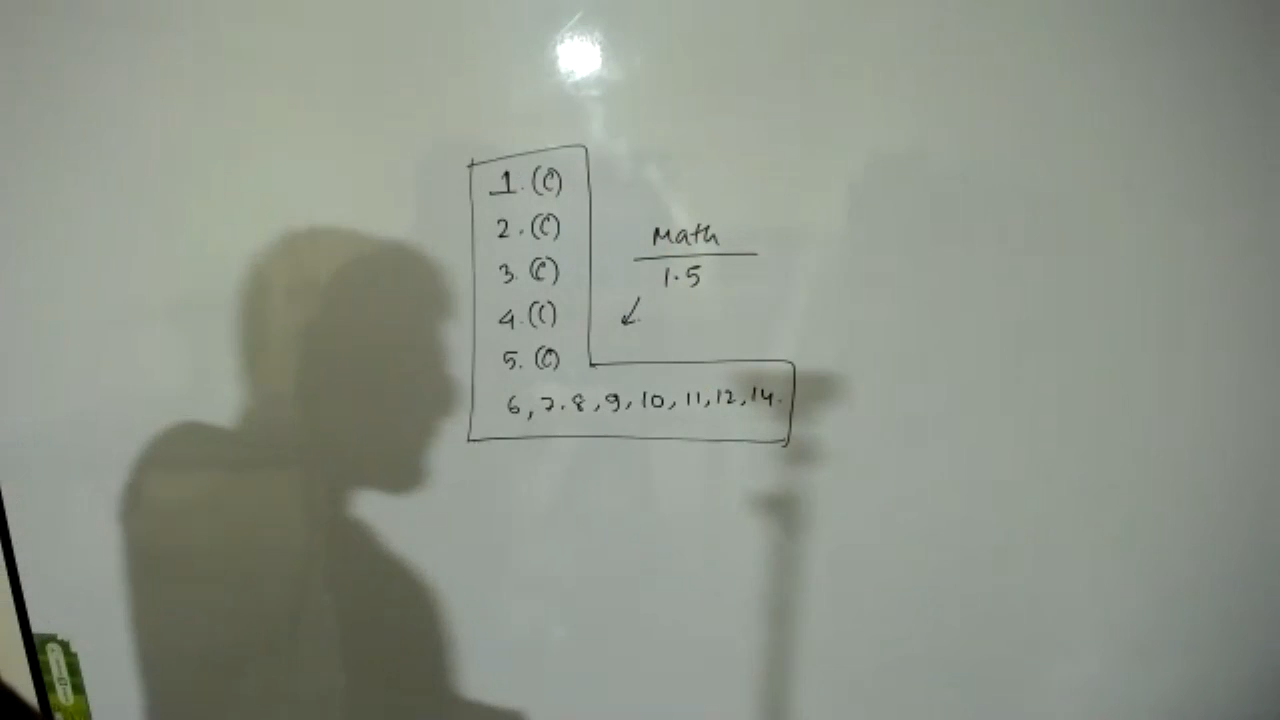 1. (C)
2. (C)
3. (C)
4. (C)
5. (C)
6, 7. 8, 9, 10, 11, 12, 14.
Math
1.5